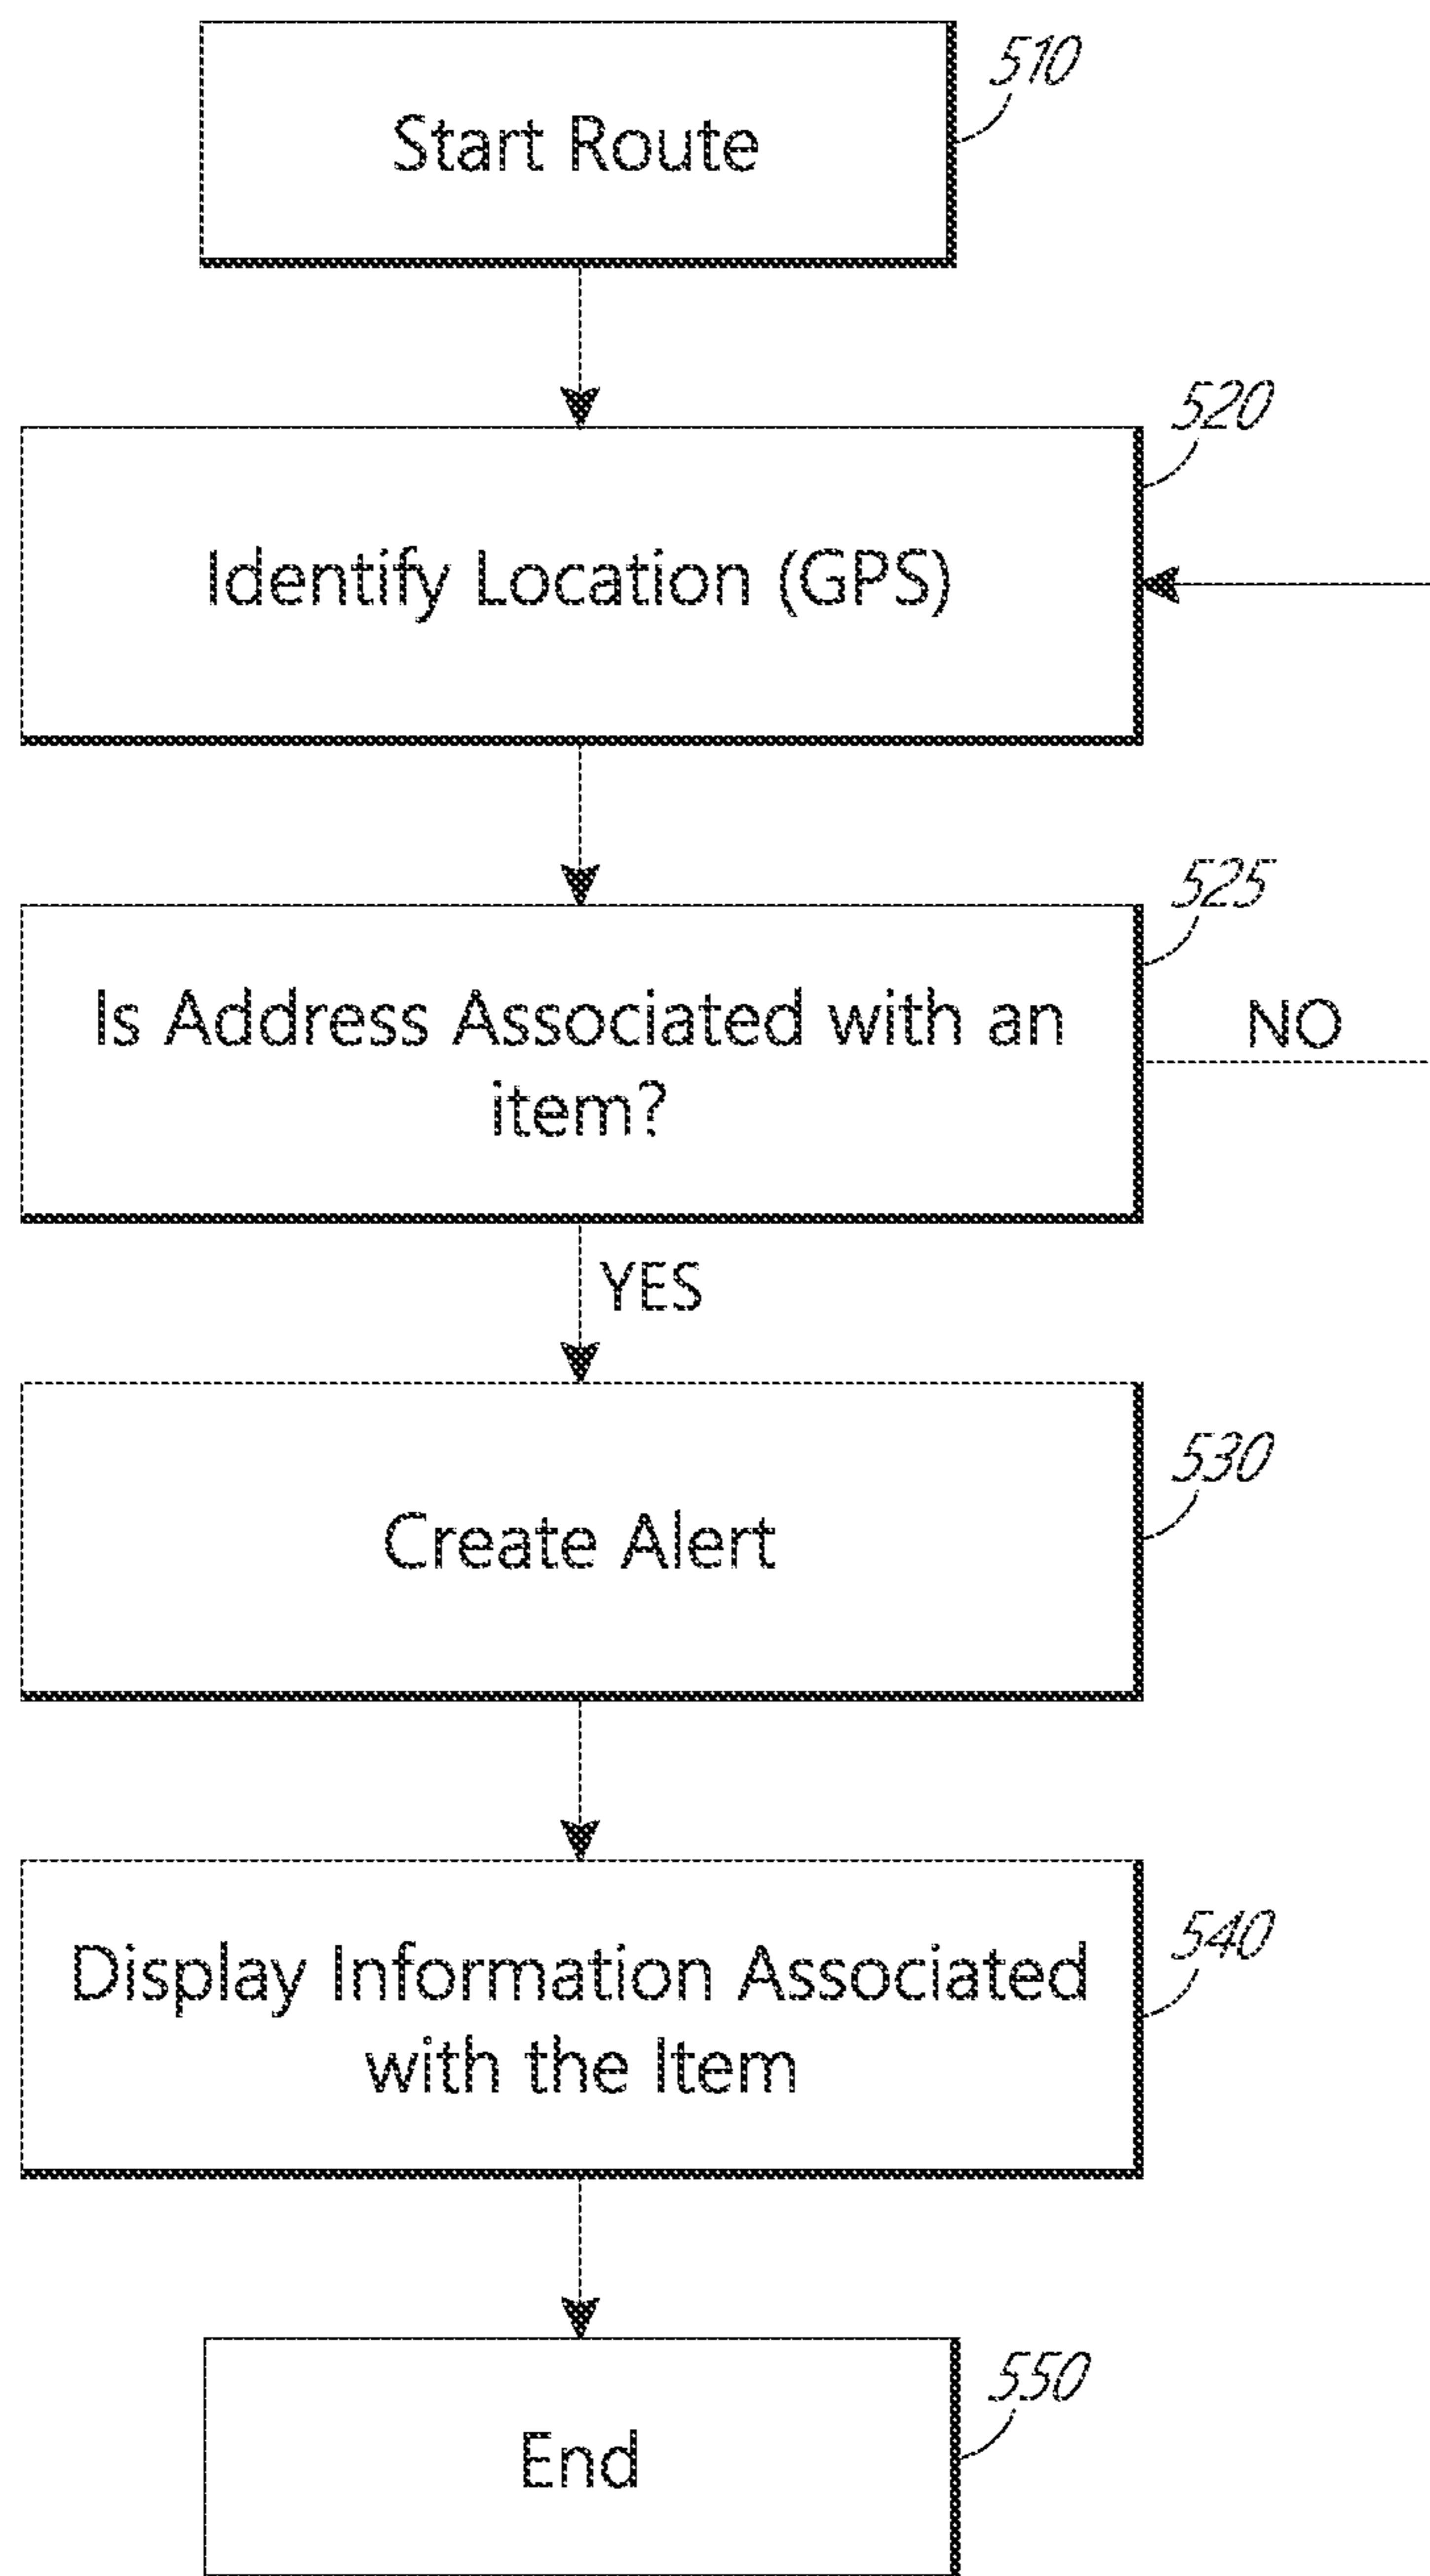 Start Route
510
Identify Location (GPS)
520
Is Address Associated with an
item?
525
NO
YES
Create Alert
530
Display Information Associated
with the Item
540
End
550